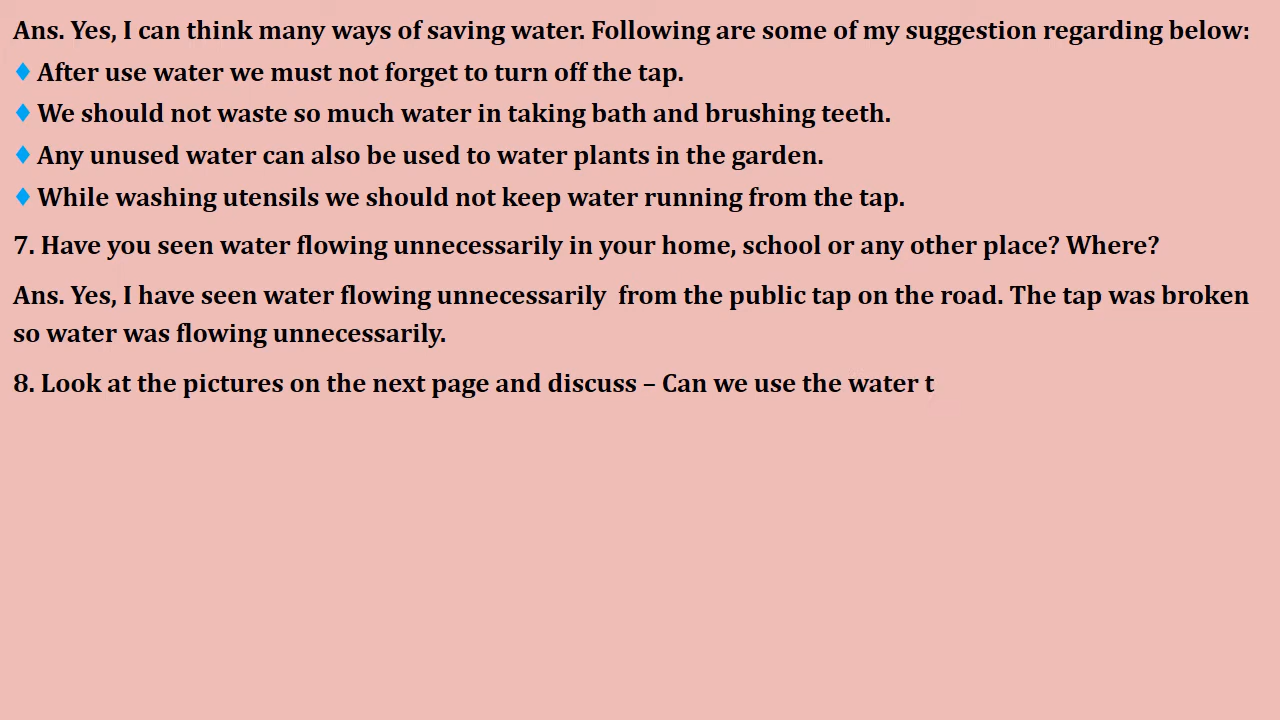 Ans. Yes, I can think many ways of saving water. Following are some of my suggestion regarding below:
♦ After use water we must not forget to turn off the tap.
♦ We should not waste so much water in taking bath and brushing teeth.
♦ Any unused water can also be used to water plants in the garden.
♦ While washing utensils we should not keep water running from the tap.
7. Have you seen water flowing unnecessarily in your home, school or any other place? Where?
Ans. Yes, I have seen water flowing unnecessarily  from the public tap on the road. The tap was broken
so water was flowing unnecessarily.
8. Look at the pictures on the next page and discuss – Can we use the water t